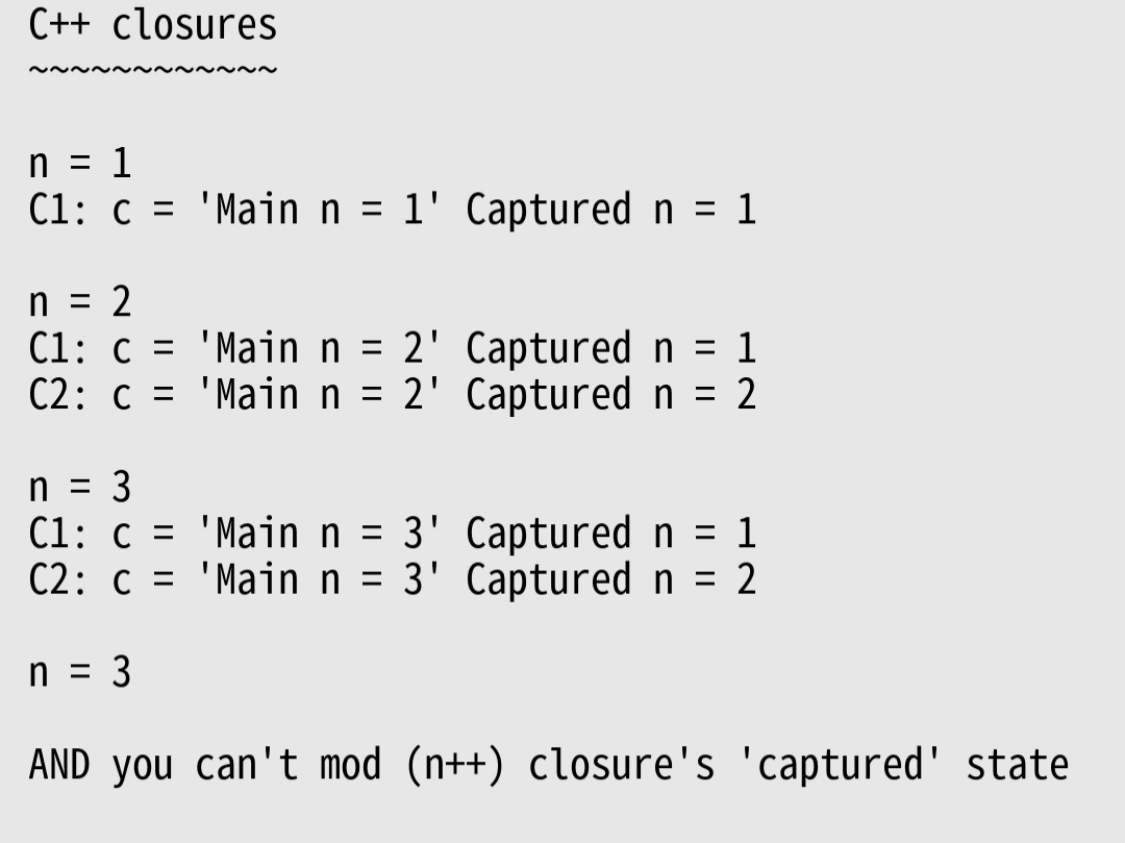 C++ closures
~~~~~~~~~~~~
n = 1
C1: c = 'Main n = 1' Captured n = 1
n = 2
C1: c = 'Main n = 2' Captured n = 1
C2: c = 'Main n = 2' Captured n = 2
n = 3
C1: c = 'Main n = 3' Captured n = 1
C2: c = 'Main n = 3' Captured n = 2
n = 3
AND you can't mod (n++) closure's 'captured' state